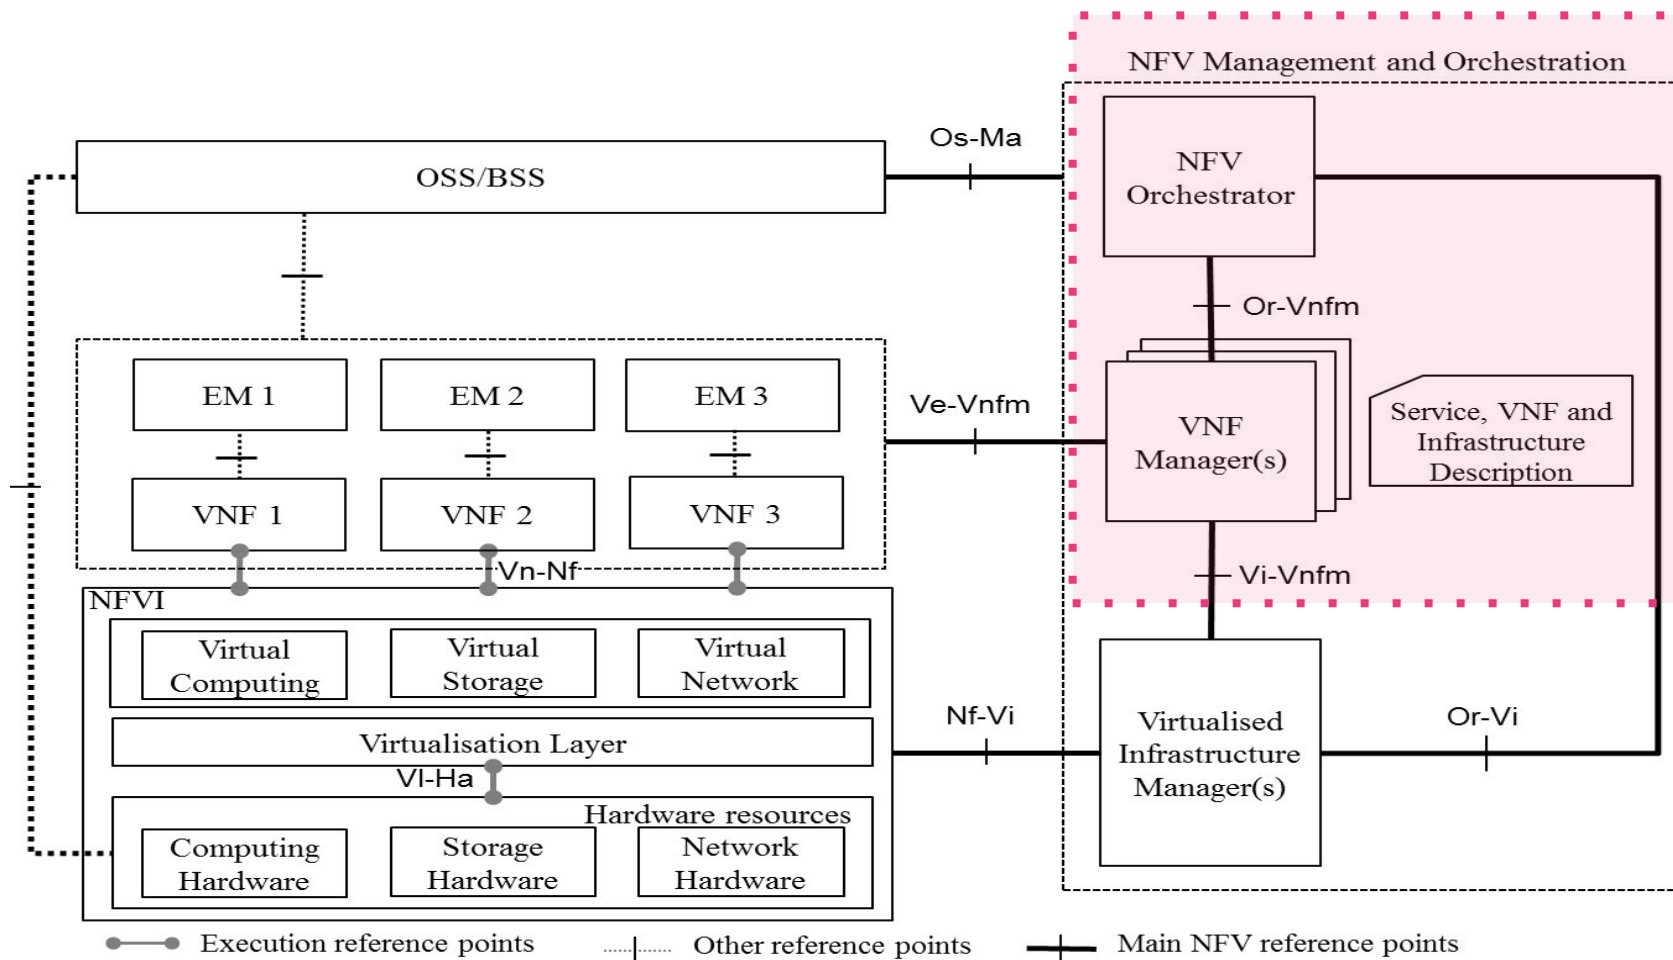 NFV Management and Orchestration
Os-Ma
OSS/BSS
NFV
Orchestrator
Or-Vnfm
EM 1
EM 2
EM 3
Ve-Vnfm
VNF
Manager(s)
Service, VNF and
Infrastructure
Description
VNF 1
VNF 2
VNF 3
Vn-Nf
Vi-Vnfm
NFVI
Virtual
Computing
Virtual
Storage
Virtual
Network
Nf-Vi
Virtualised
Infrastructure
Manager(s)
Or-Vi
Virtualisation Layer
Vl-Ha
Hardware resources
Computing
Hardware
Storage
Hardware
Network
Hardware
Execution reference points
Other reference points
Main NFV reference points